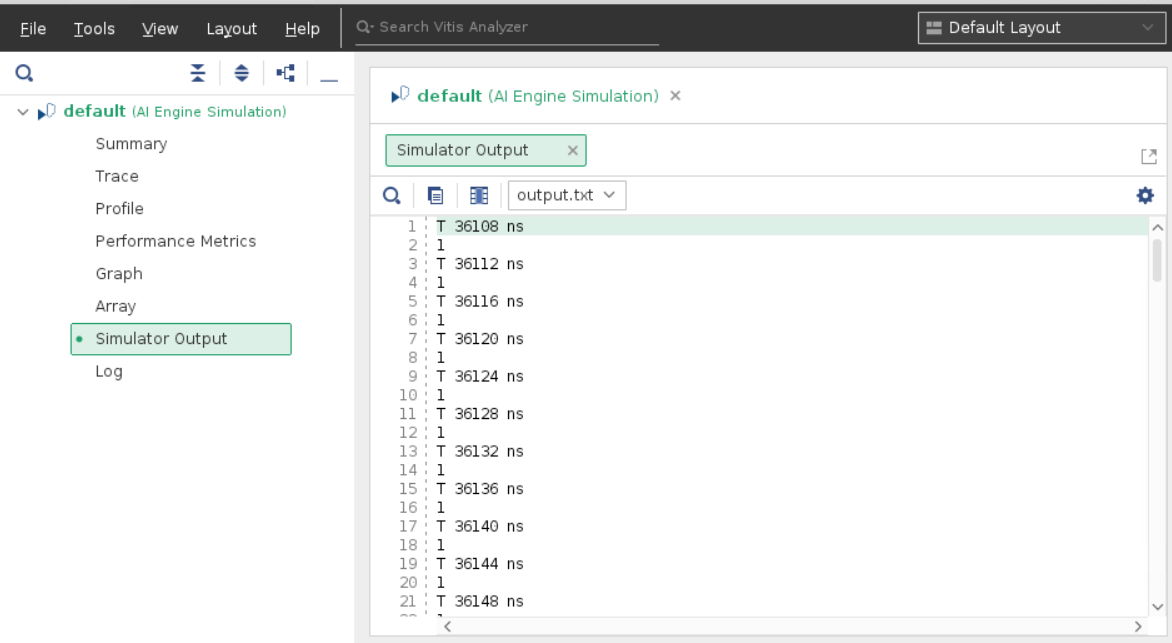 File Tools View Layout Help Search Vitis Analyzer Default Layout
default (AI Engine Simulation)
Summary
Trace
Profile
Performance Metrics
Graph
Array
Simulator Output
Log
default (AI Engine Simulation) ×
Simulator Output ×
output.txt
1 T 36108 ns
2 1
3 T 36112 ns
4 1
5 T 36116 ns
6 1
7 T 36120 ns
8 1
9 T 36124 ns
10 1
11 T 36128 ns
12 1
13 T 36132 ns
14 1
15 T 36136 ns
16 1
17 T 36140 ns
18 1
19 T 36144 ns
20 1
21 T 36148 ns